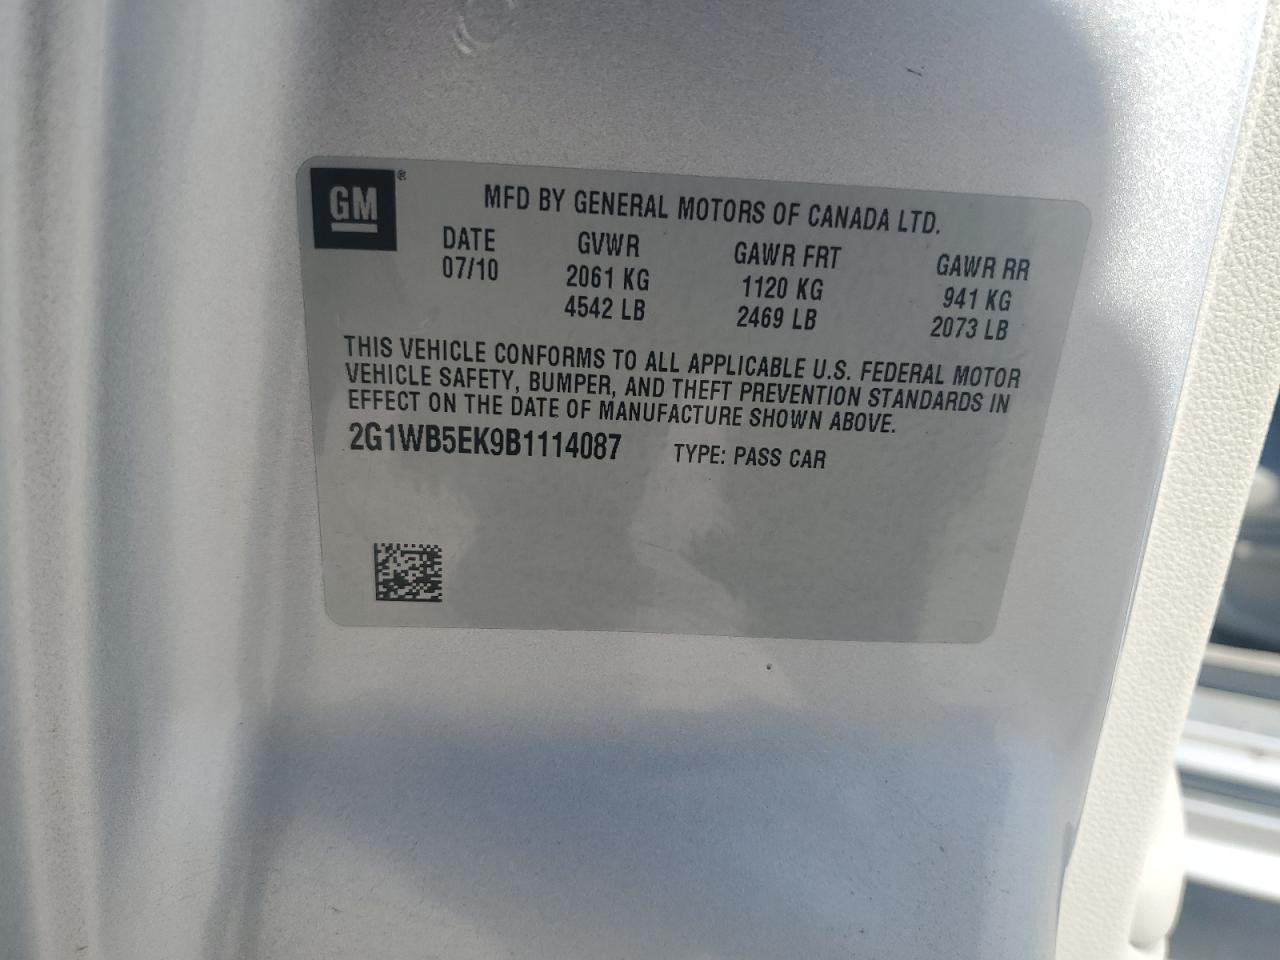 GM®
MFD BY GENERAL MOTORS OF CANADA LTD.
DATE GVWR GAWR FRT GAWR RR
07/10 2061 KG 1120 KG 941 KG
4542 LB 2469 LB 2073 LB
THIS VEHICLE CONFORMS TO ALL APPLICABLE U.S. FEDERAL MOTOR
VEHICLE SAFETY, BUMPER, AND THEFT PREVENTION STANDARDS IN
EFFECT ON THE DATE OF MANUFACTURE SHOWN ABOVE.
2G1WB5EK9B1114087 TYPE: PASS CAR